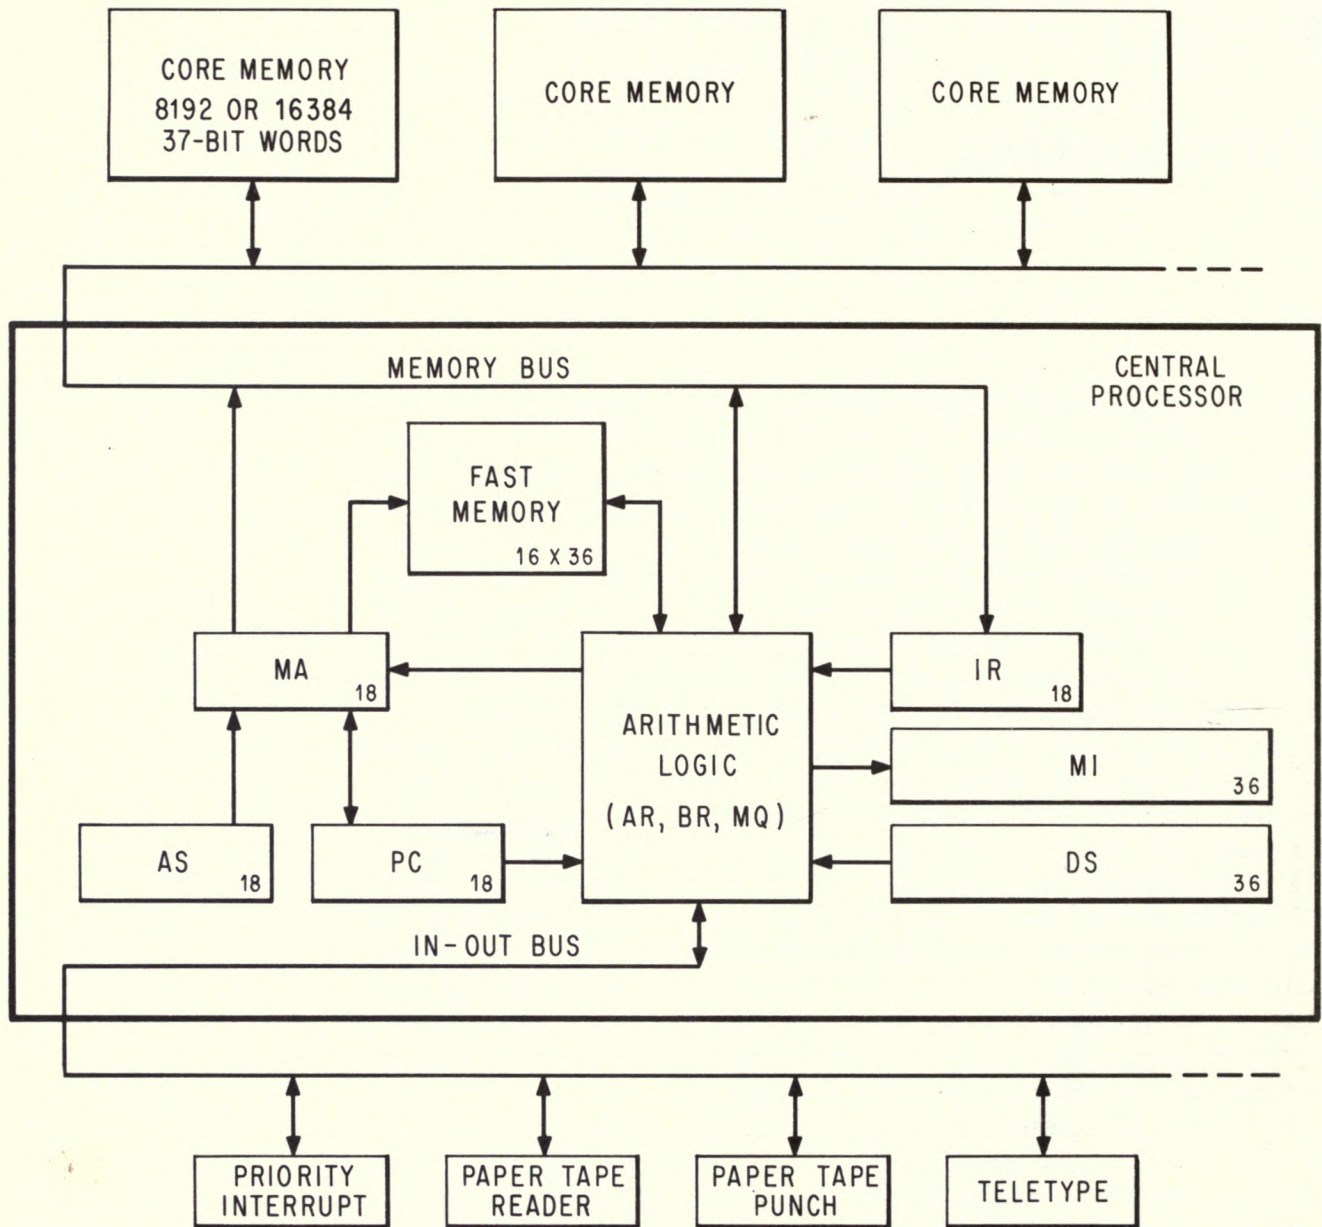 CORE MEMORY
8192 OR 16384
37-BIT WORDS
CORE MEMORY
CORE MEMORY
MEMORY BUS
CENTRAL
PROCESSOR
FAST
MEMORY
16 X 36
MA
18
IR
18
ARITHMETIC
LOGIC
(AR, BR, MQ)
MI
36
AS
18
PC
18
DS
36
IN-OUT BUS
PRIORITY
INTERRUPT
PAPER TAPE
READER
PAPER TAPE
PUNCH
TELETYPE